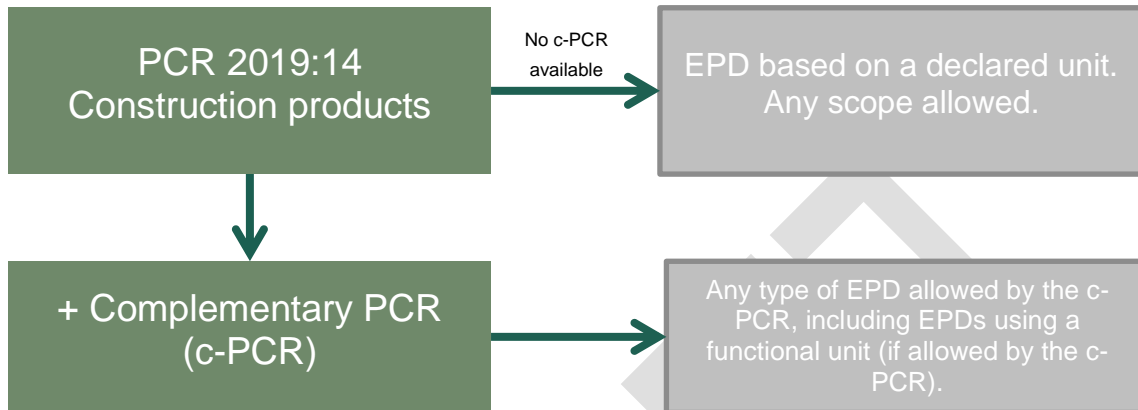 PCR 2019:14
Construction products
No c-PCR
available
EPD based on a declared unit.
Any scope allowed.
+ Complementary PCR
(c-PCR)
Any type of EPD allowed by the c-
PCR, including EPDs using a
functional unit (if allowed by the c-
PCR).